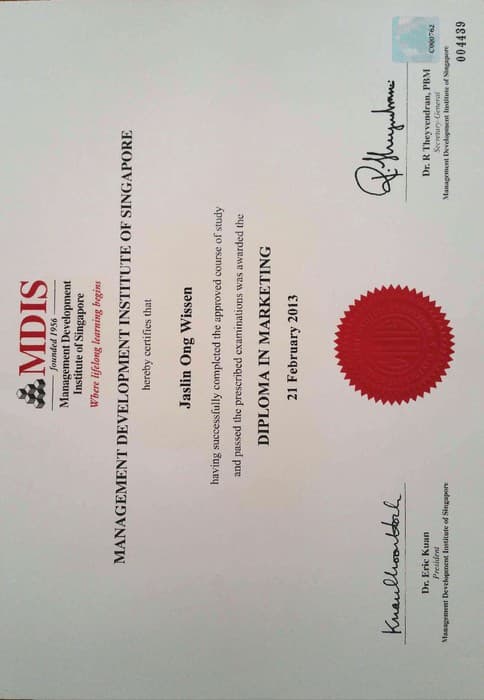 MDIS
founded 1956
Management Development
Institute of Singapore
Where lifelong learning begins
MANAGEMENT DEVELOPMENT INSTITUTE OF SINGAPORE
hereby certifies that
Jaslin Ong Wissen
having successfully completed the approved course of study
and passed the prescribed examinations was awarded the
DIPLOMA IN MARKETING
21 February 2013
Dr. Eric Kuan
President
Management Development Institute of Singapore
C000762
Dr. R Theyvendran, PBM
Secretary-General
Management Development Institute of Singapore
004439